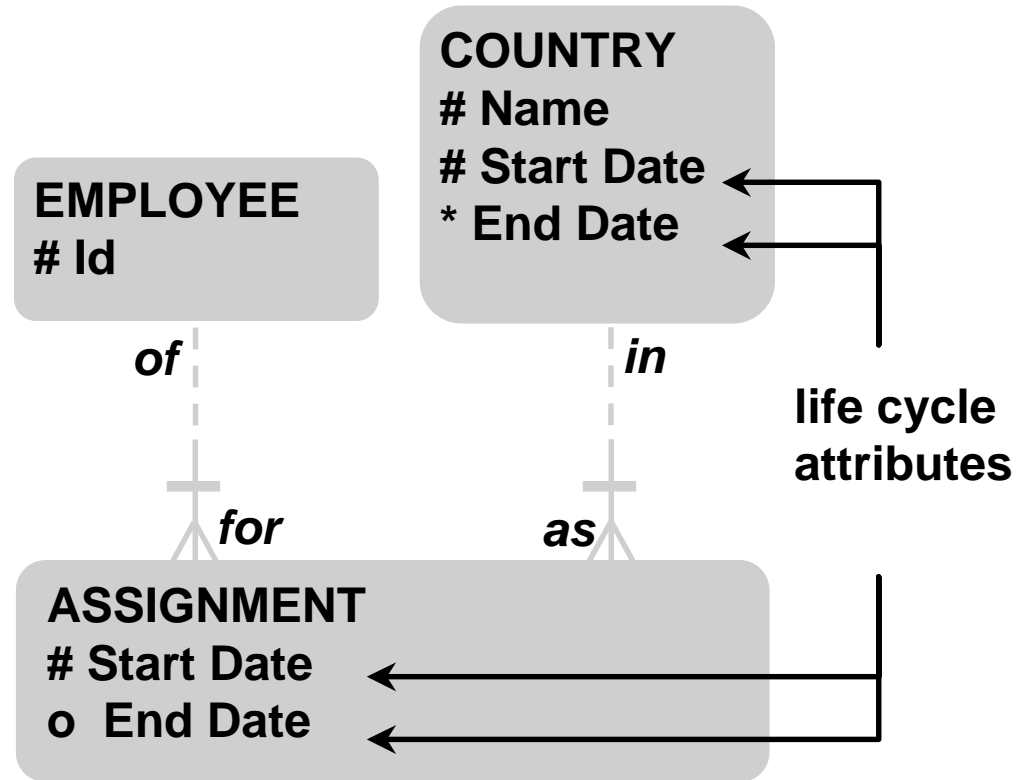 COUNTRY
# Name
# Start Date
* End Date
EMPLOYEE
# Id
of
in
life cycle
attributes
for
as
ASSIGNMENT
# Start Date
o End Date